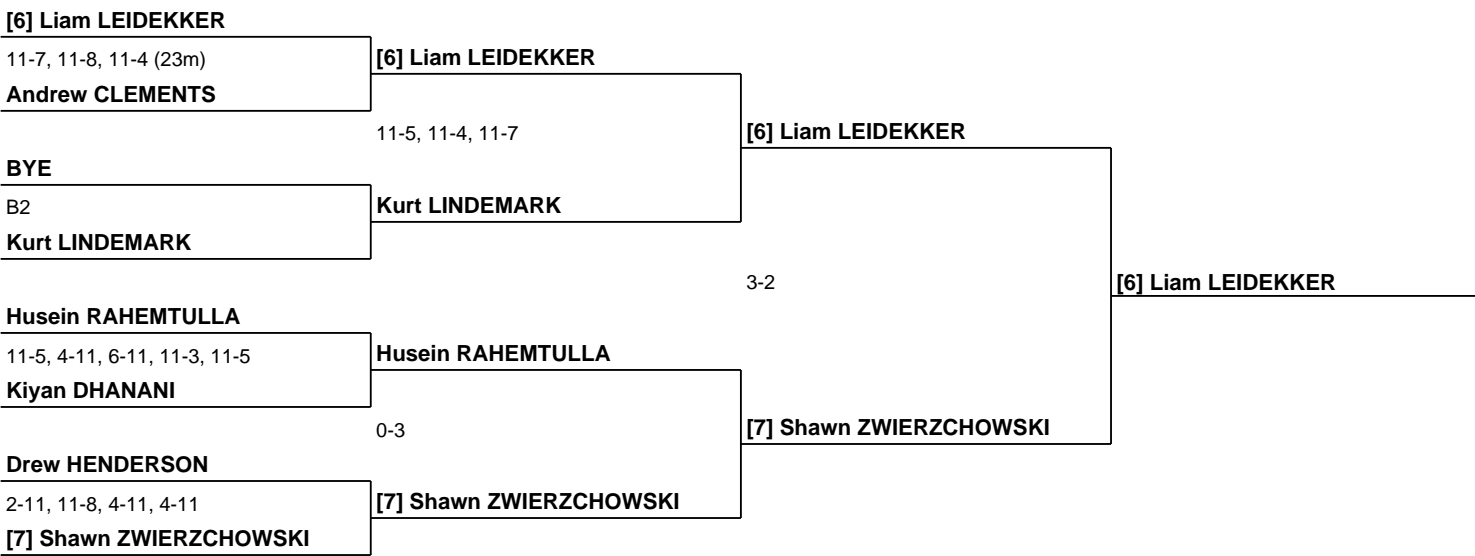 [6] Liam LEIDEKKER
11-7, 11-8, 11-4 (23m)
Andrew CLEMENTS
BYE
B2
Kurt LINDEMARK
Husein RAHEMTULLA
11-5, 4-11, 6-11, 11-3, 11-5
Kiyan DHANANI
Drew HENDERSON
2-11, 11-8, 4-11, 4-11
[7] Shawn ZWIERZCHOWSKI
[6] Liam LEIDEKKER
11-5, 11-4, 11-7
Kurt LINDEMARK
Husein RAHEMTULLA
0-3
[7] Shawn ZWIERZCHOWSKI
[6] Liam LEIDEKKER
3-2
[7] Shawn ZWIERZCHOWSKI
[6] Liam LEIDEKKER